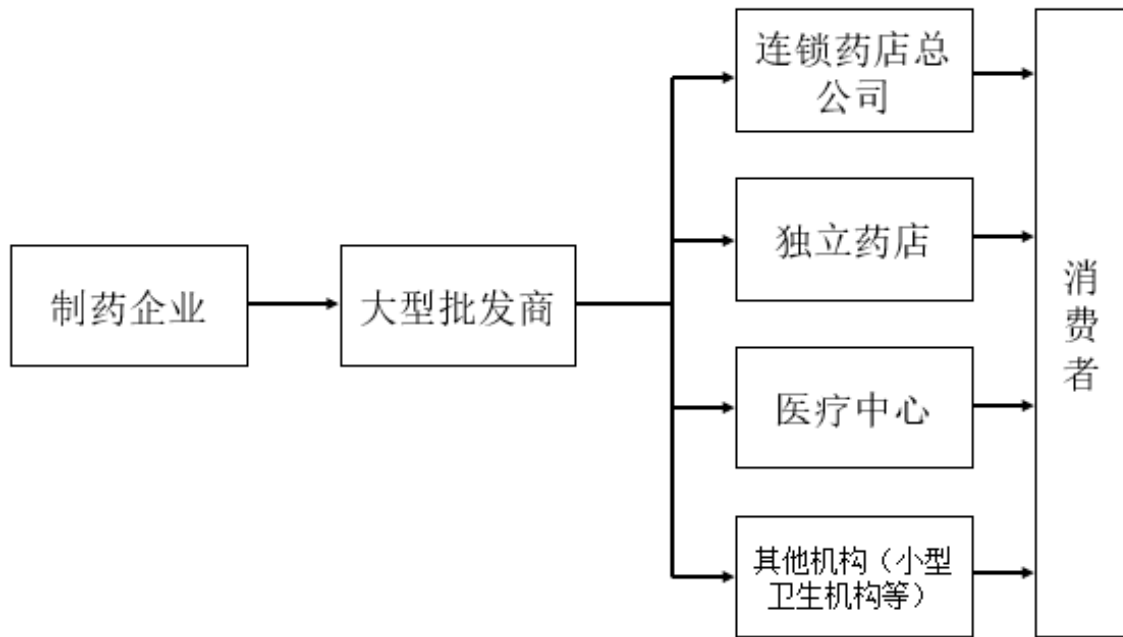 制药企业
大型批发商
连锁药店总
公司
独立药店
医疗中心
其他机构（小型
卫生机构等）
消
费
者